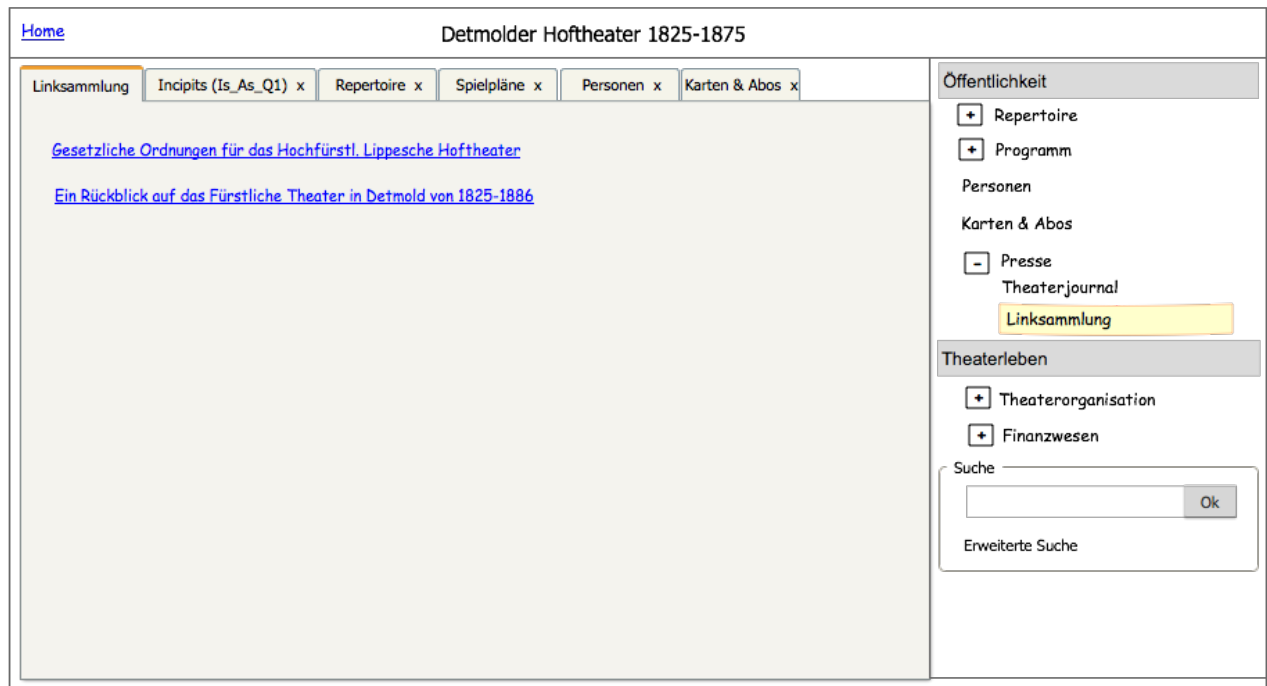 Home
Detmolder Hoftheater 1825-1875
Linksammlung
Incipits (Is_As_Q1) x
Repertoire x
Spielpläne x
Personen x
Karten & Abos x
Gesetzliche Ordnungen für das Hochfürstl. Lippesche Hoftheater
Ein Rückblick auf das Fürstliche Theater in Detmold von 1825-1886
Öffentlichkeit
+ Repertoire
+ Programm
Personen
Karten & Abos
- Presse
Theaterjournal
Linksammlung
Theaterleben
+ Theaterorganisation
+ Finanzwesen
Suche
Ok
Erweiterte Suche